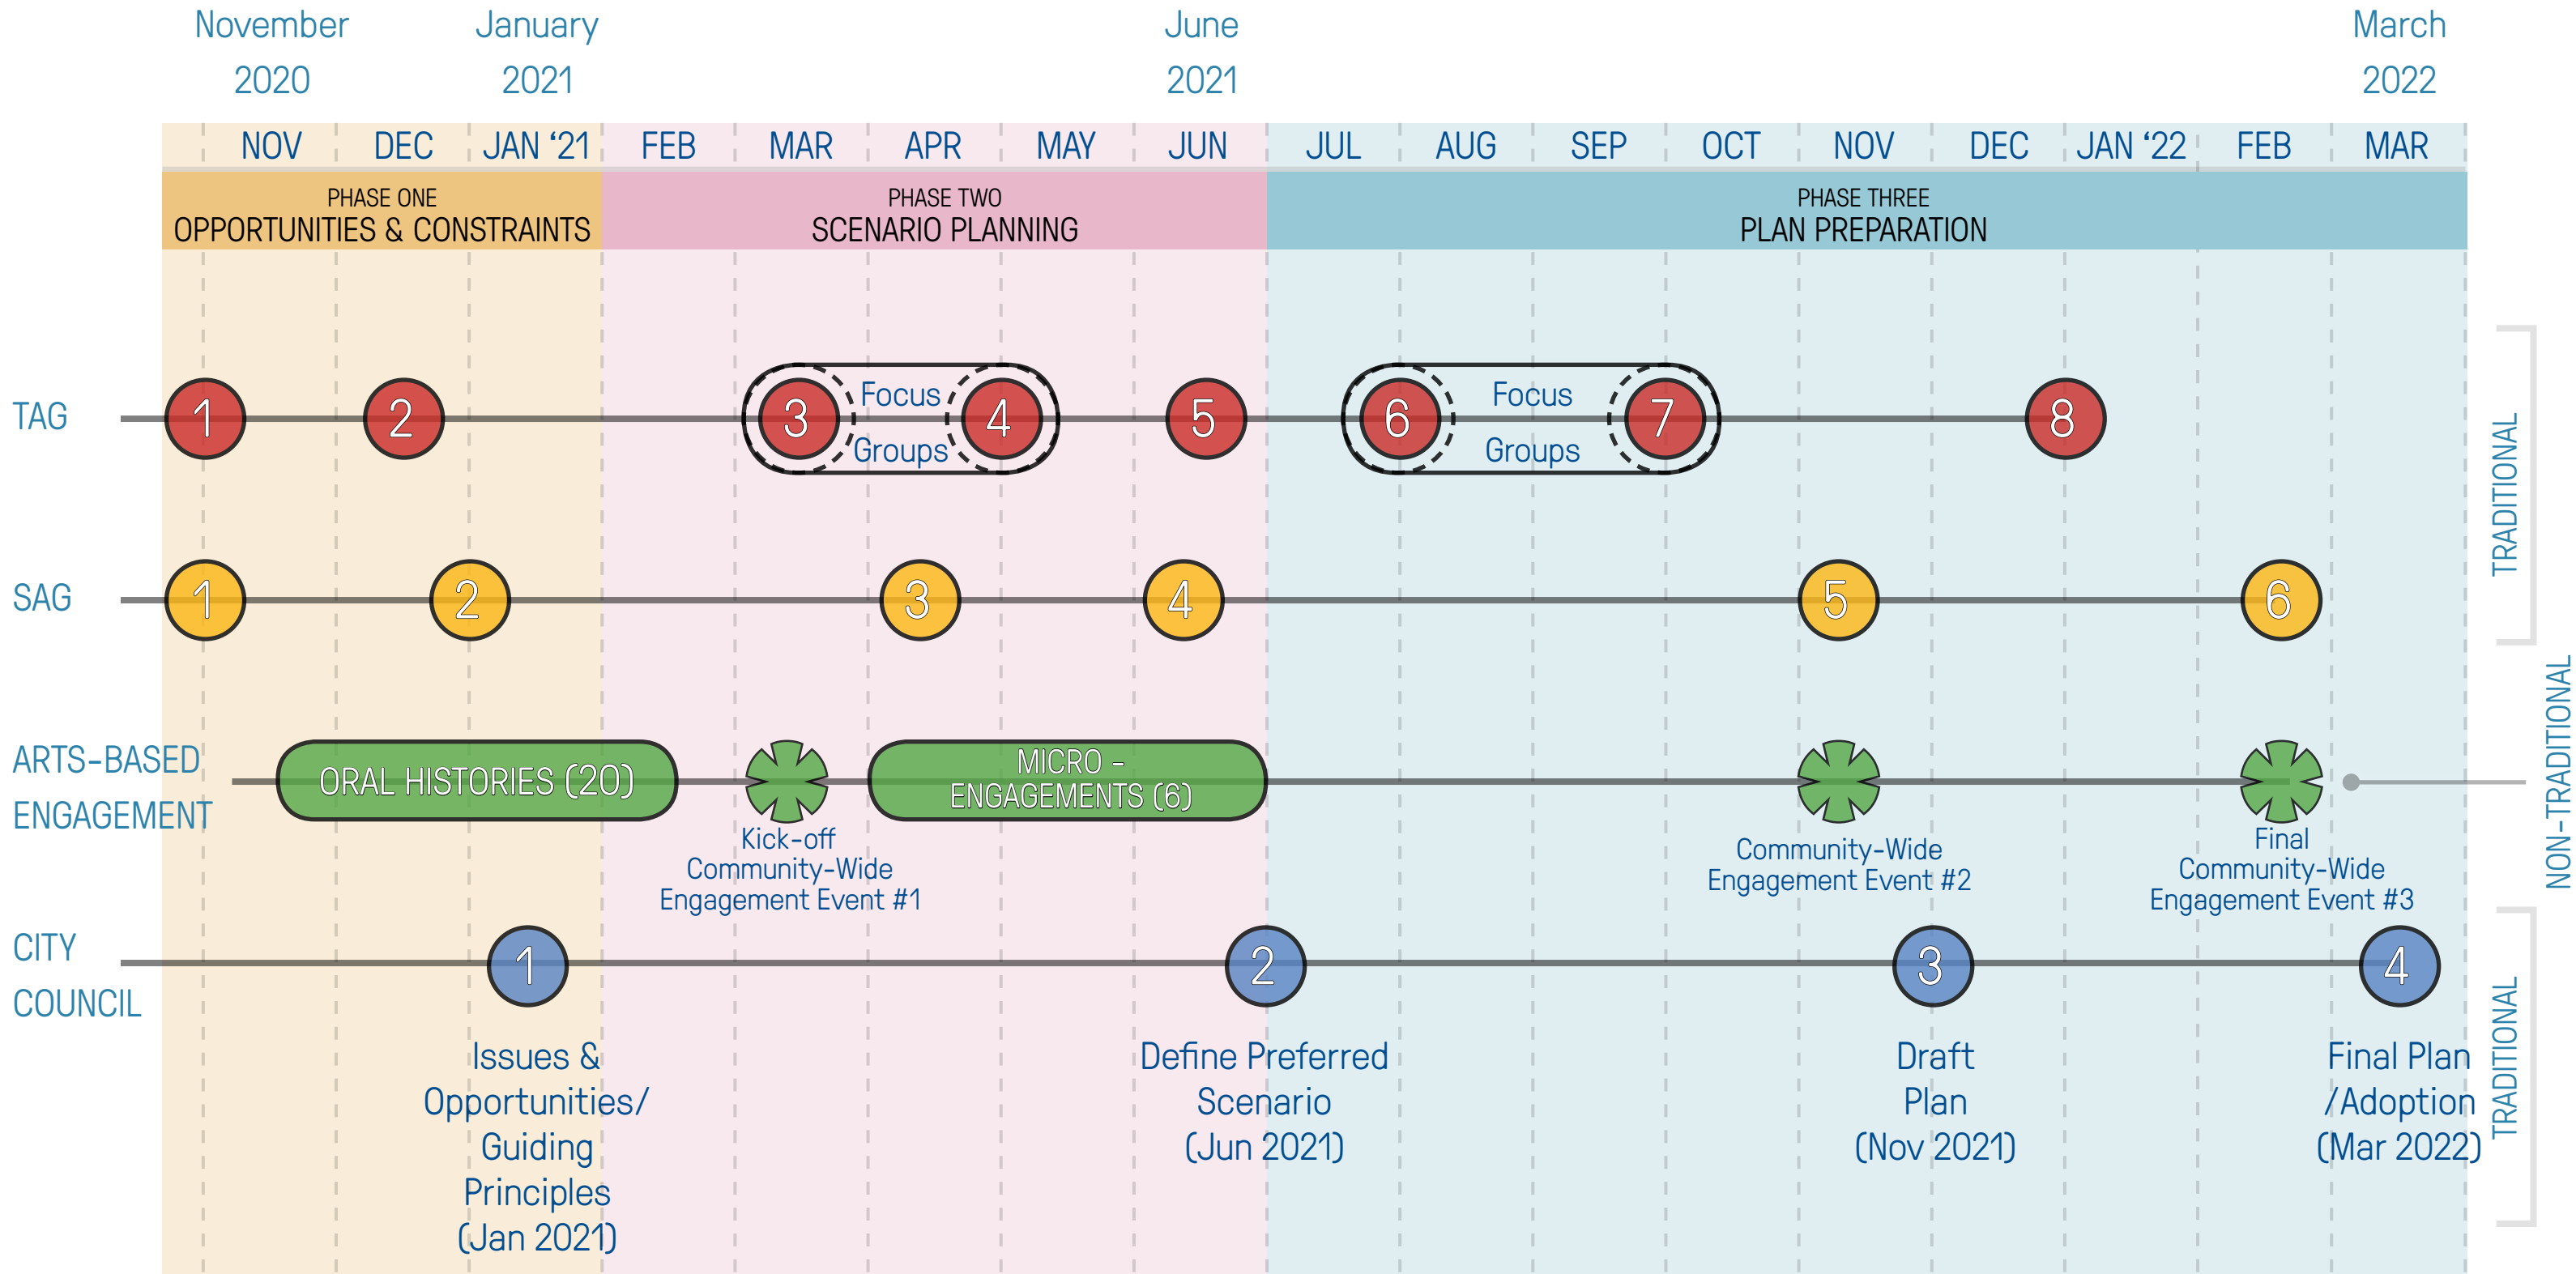 November
2020
January
2021
June
2021
March
2022
NOV
DEC
JAN ‘21
FEB
MAR
APR
MAY
JUN
JUL
AUG
SEP
OCT
NOV
DEC
JAN ‘22
FEB
MAR
PHASE ONE
OPPORTUNITIES & CONSTRAINTS
PHASE TWO
SCENARIO PLANNING
PHASE THREE
PLAN PREPARATION
TAG
1
2
3
Focus
Groups
4
5
6
Focus
Groups
7
8
TRADITIONAL
SAG
1
2
3
4
5
6
ARTS-BASED
ENGAGEMENT
ORAL HISTORIES (20)
Kick-off
Community-Wide
Engagement Event #1
MICRO -
ENGAGEMENTS (6)
Community-Wide
Engagement Event #2
Final
Community-Wide
Engagement Event #3
NON-TRADITIONAL
CITY
COUNCIL
1
2
3
4
Issues &
Opportunities/
Guiding
Principles
(Jan 2021)
Define Preferred
Scenario
(Jun 2021)
Draft
Plan
(Nov 2021)
Final Plan
/Adoption
(Mar 2022)
TRADITIONAL